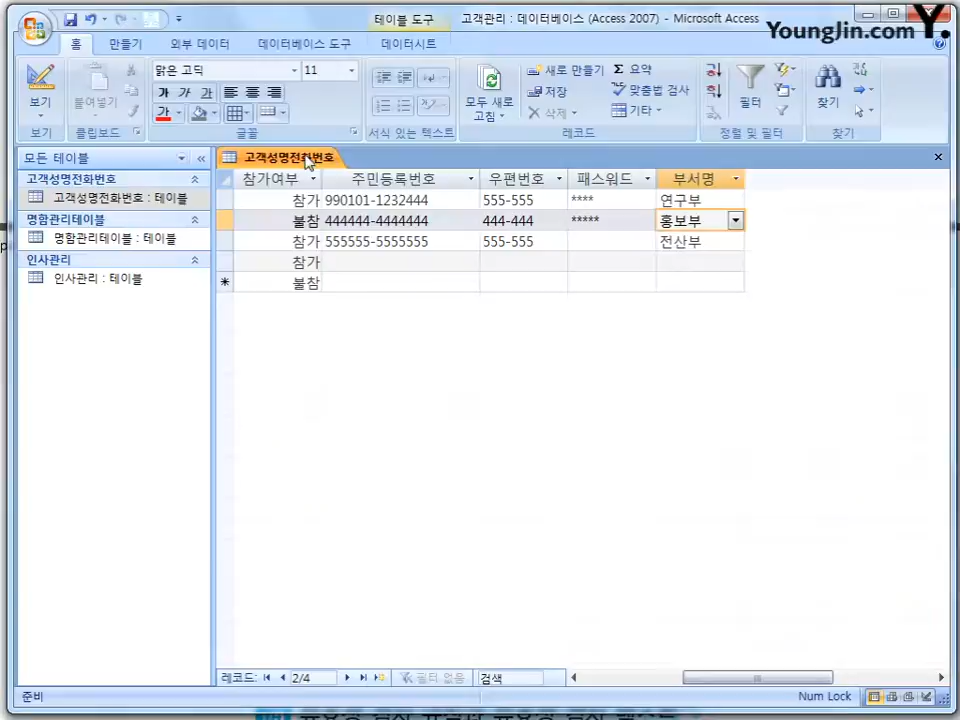 테이블 도구
고객관리 : 데이터베이스 (Access 2007) - Microsoft Access
YoungJin.com Y.
홈 만들기 외부 데이터 데이터베이스 도구 데이터시트
맑은 고딕 11
보기
붙여넣기
가 가 가
가
모두 새로
고침
새로 만들기
저장
삭제
요약
맞춤법 검사
기타
필터
찾기
보기 클립보드 글꼴 서식 있는 텍스트 레코드 정렬 및 필터 찾기
모든 테이블
고객성명전화번호
고객성명전화번호 : 테이블
명함관리테이블
명함관리테이블 : 테이블
인사관리
인사관리 : 테이블
고객성명전화번호
참가여부 주민등록번호 우편번호 패스워드 부서명
참가 990101-1232444 555-555 **** 연구부
불참 444444-4444444 444-444 ***** 홍보부
참가 555555-5555555 555-555 전산부
참가
불참
레코드: 2/4 필터 없음 검색
준비
Num Lock